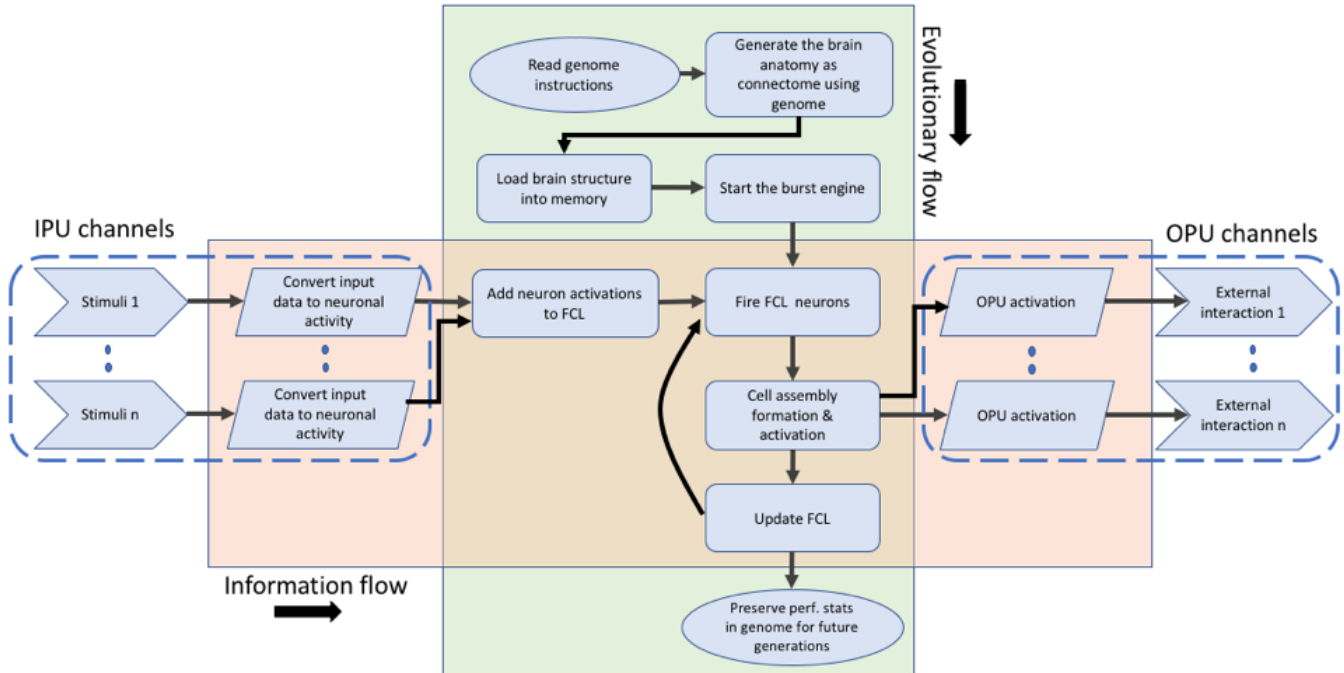 Read genome
instructions
Generate the brain
anatomy as
connectome using
genome
Evolutionary flow
Load brain structure
into memory
Start the burst engine
IPU channels
OPU channels
Stimuli 1
Convert input
data to neuronal
activity
Add neuron activations
to FCL
Fire FCL neurons
OPU activation
External
interaction 1
Stimuli n
Convert input
data to neuronal
activity
Cell assembly
formation &
activation
OPU activation
External
interaction n
Update FCL
Information flow
Preserve perf. stats
in genome for future
generations